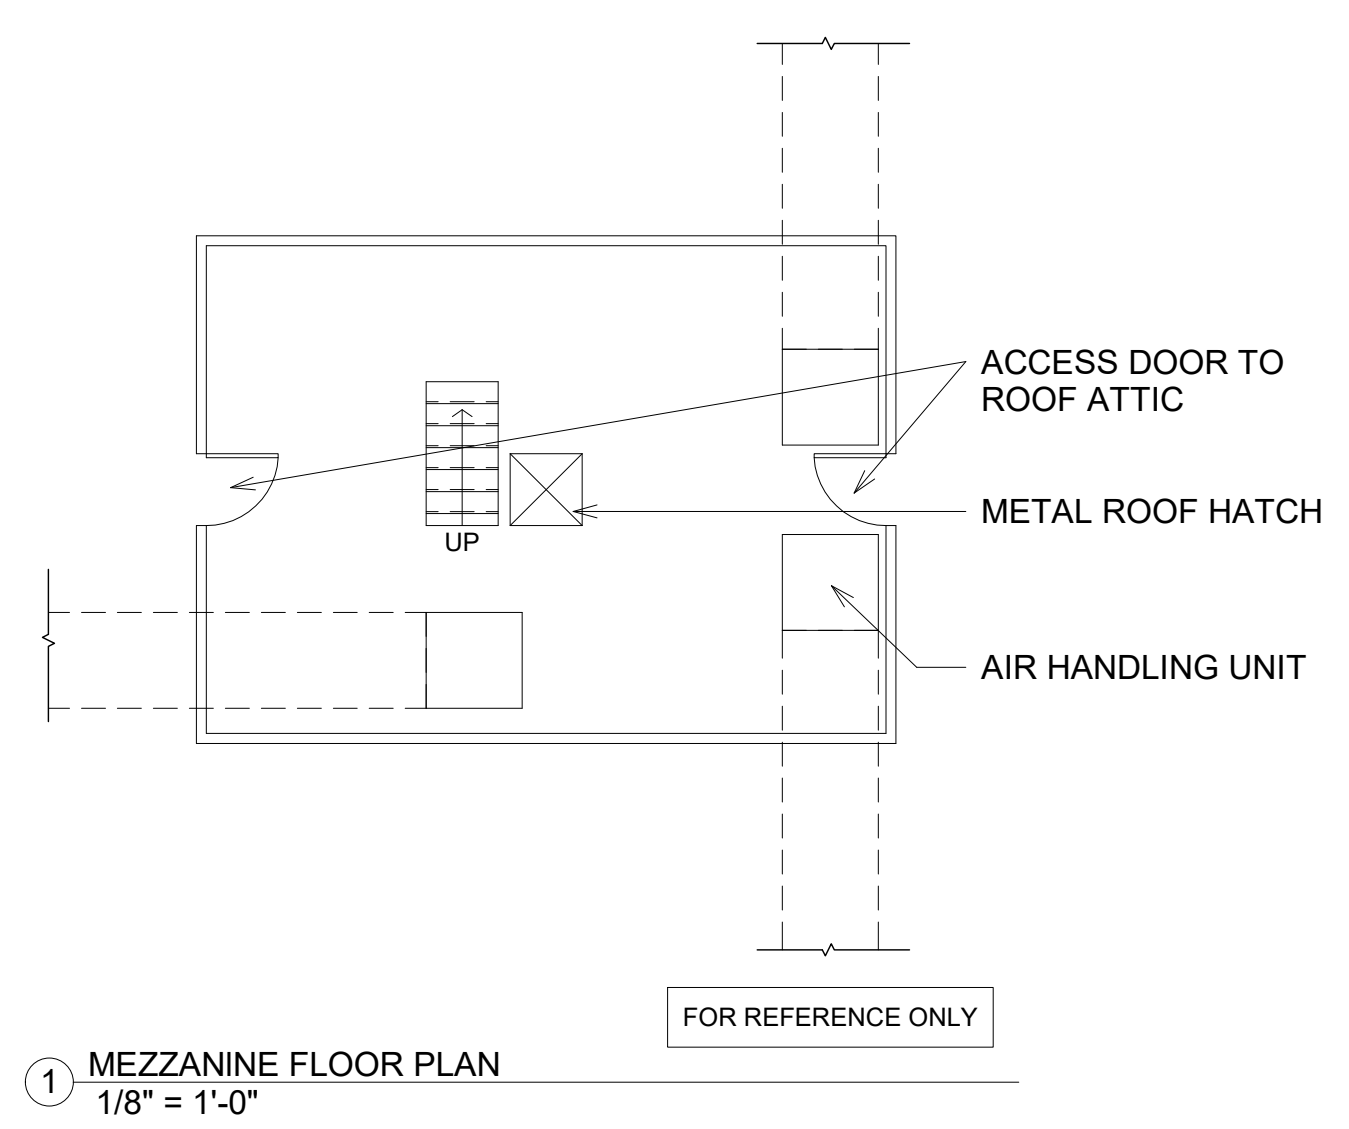 ACCESS DOOR TO
ROOF ATTIC
METAL ROOF HATCH
UP
AIR HANDLING UNIT
FOR REFERENCE ONLY
1 MEZZANINE FLOOR PLAN
1/8" = 1'-0"